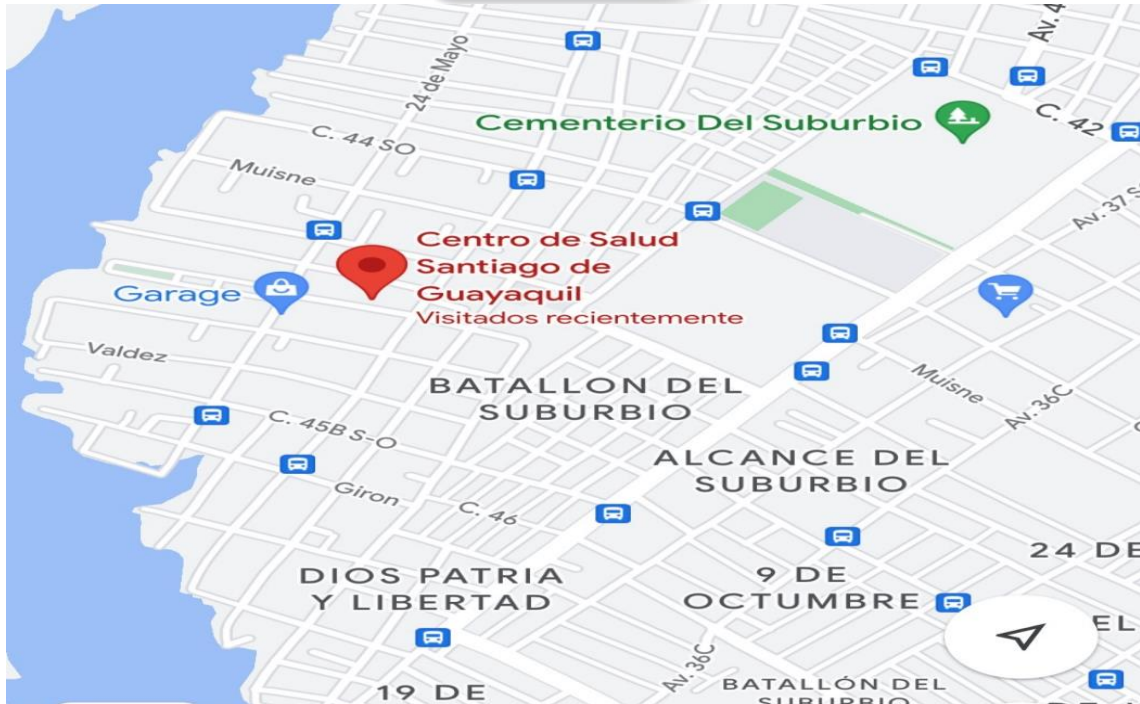 Av. 4
24 de Mayo
Cementerio Del Suburbio
C. 42
C. 44 SO
Muisne
Av. 37 S
Centro de Salud
Santiago de
Guayaquil
Visitados recientemente
Garage
Valdez
Muisne
BATALLON DEL
SUBURBIO
Av. 36C
C. 45B S-O
ALCANCE DEL
SUBURBIO
Giron
C. 46
24 DE
DIOS PATRIA
Y LIBERTAD
9 DE
OCTUMBRE
EL
Av. 36C
19 DE
BATALLÓN DEL
SUBURBIO